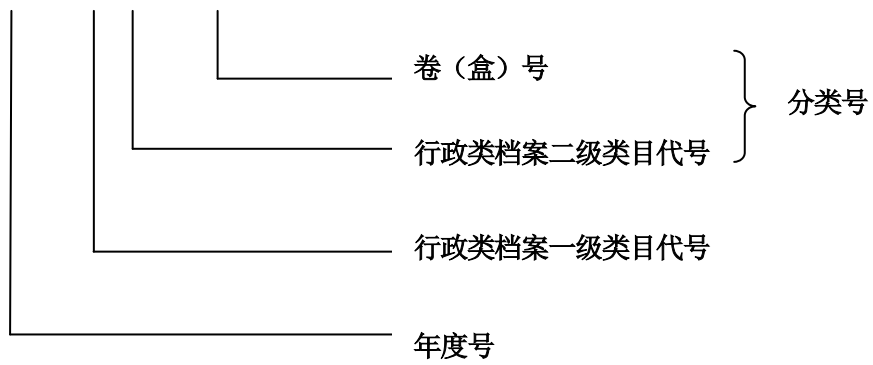 卷（盒）号
分类号
行政类档案二级类目代号
行政类档案一级类目代号
年度号